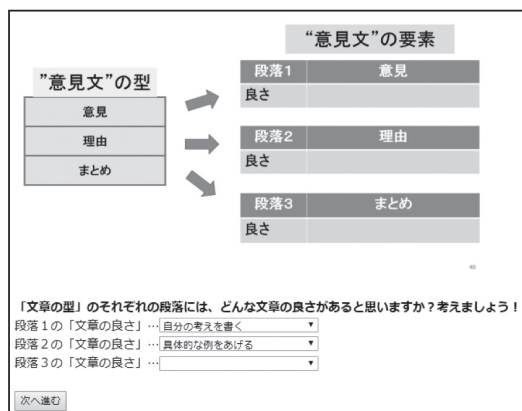 ”意見文”の型
意見
理由
まとめ
“意見文”の要素
段落1 意見
良さ
段落2 理由
良さ
段落3 まとめ
良さ
40
「文章の型」のそれぞれの段落には、どんな文章の良さがあると思いますか？考えましょう！
段落１の「文章の良さ」…自分の考えを書く
段落２の「文章の良さ」…具体的な例をあげる
段落３の「文章の良さ」…
次へ進む